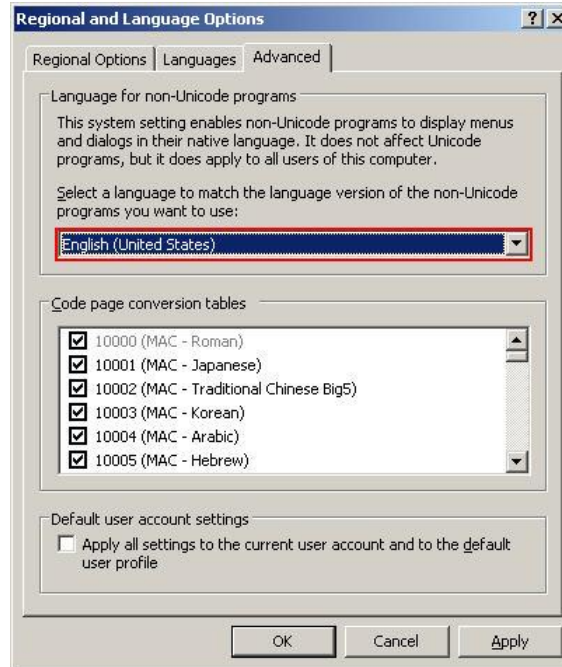 Regional and Language Options
Regional Options Languages Advanced
Language for non-Unicode programs
This system setting enables non-Unicode programs to display menus
and dialogs in their native language. It does not affect Unicode
programs, but it does apply to all users of this computer.
Select a language to match the language version of the non-Unicode
programs you want to use:
English (United States)
Code page conversion tables
10000 (MAC - Roman)
10001 (MAC - Japanese)
10002 (MAC - Traditional Chinese Big5)
10003 (MAC - Korean)
10004 (MAC - Arabic)
10005 (MAC - Hebrew)
Default user account settings
Apply all settings to the current user account and to the default
user profile
OK Cancel Apply